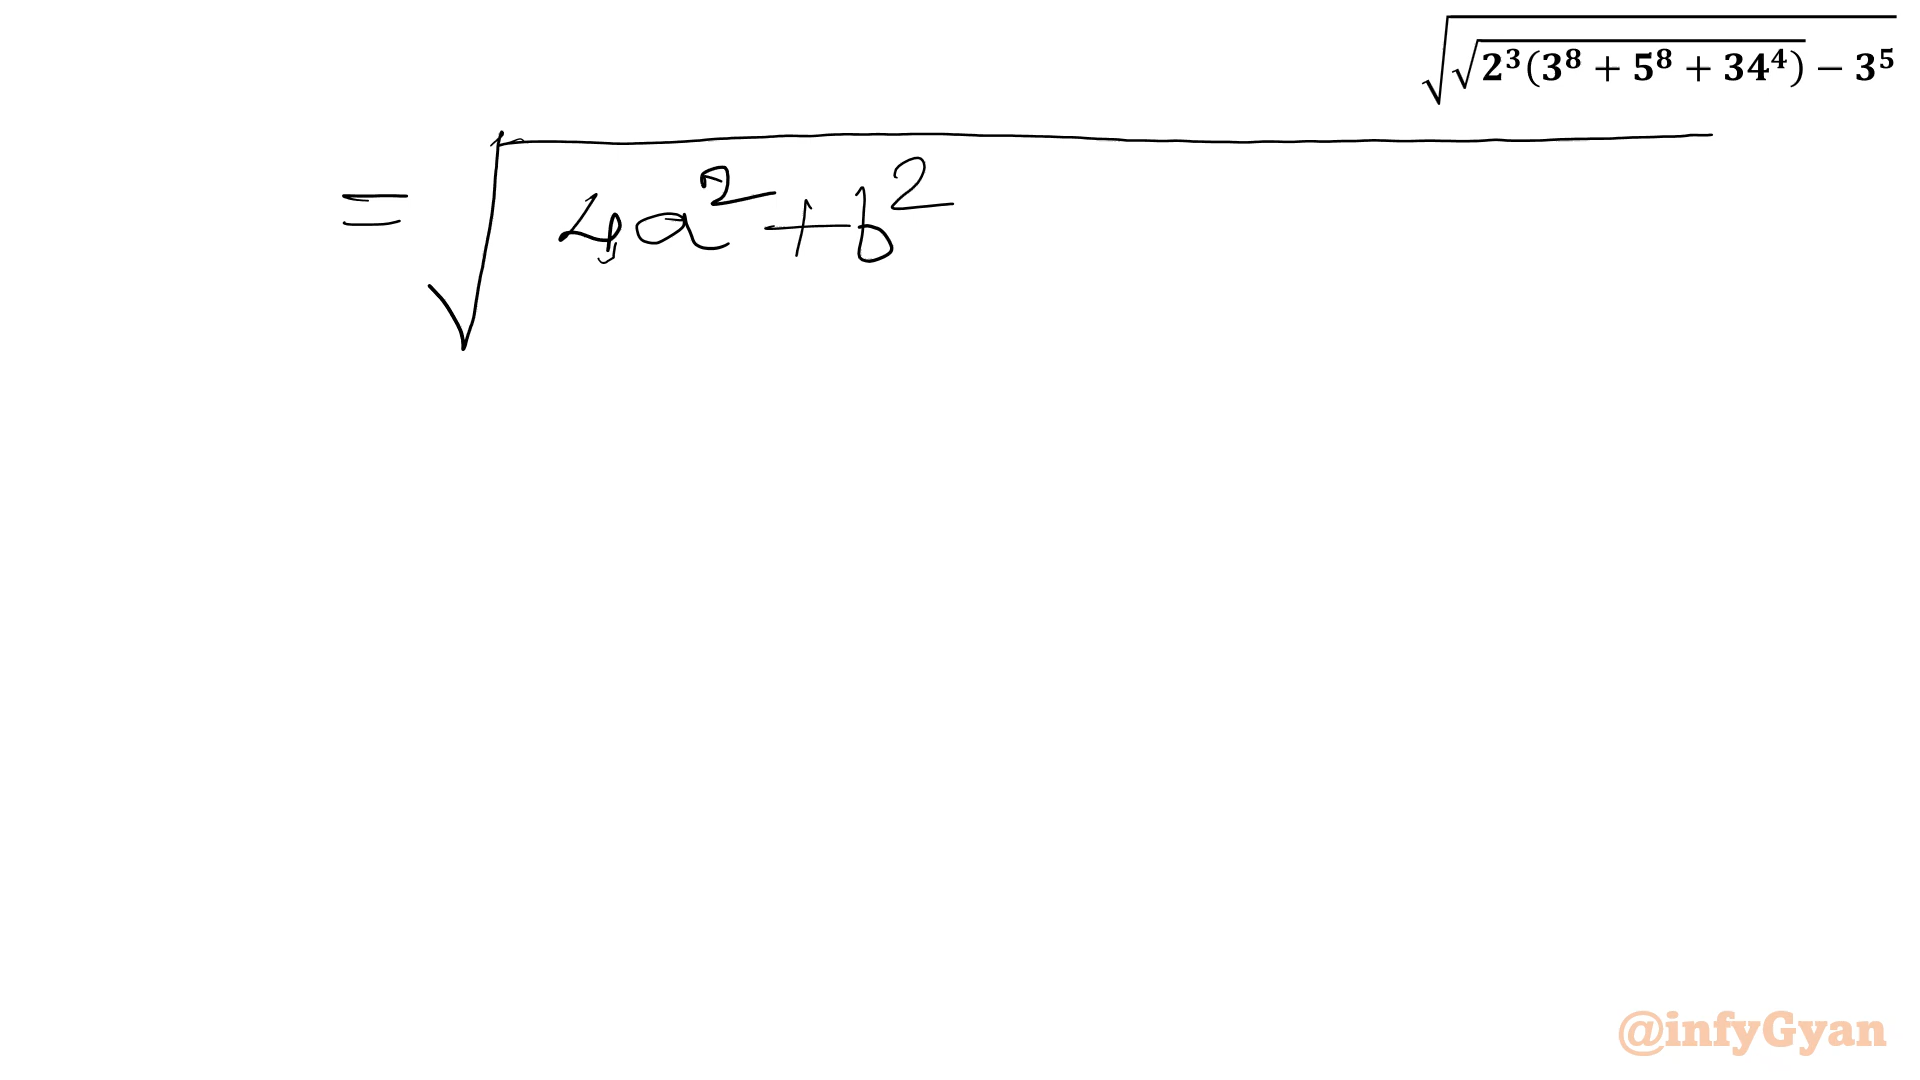 √(√(2³(3⁸ + 5⁸ + 34⁴)) − 3⁵)
= √(4a² + b²)
@infyGyan